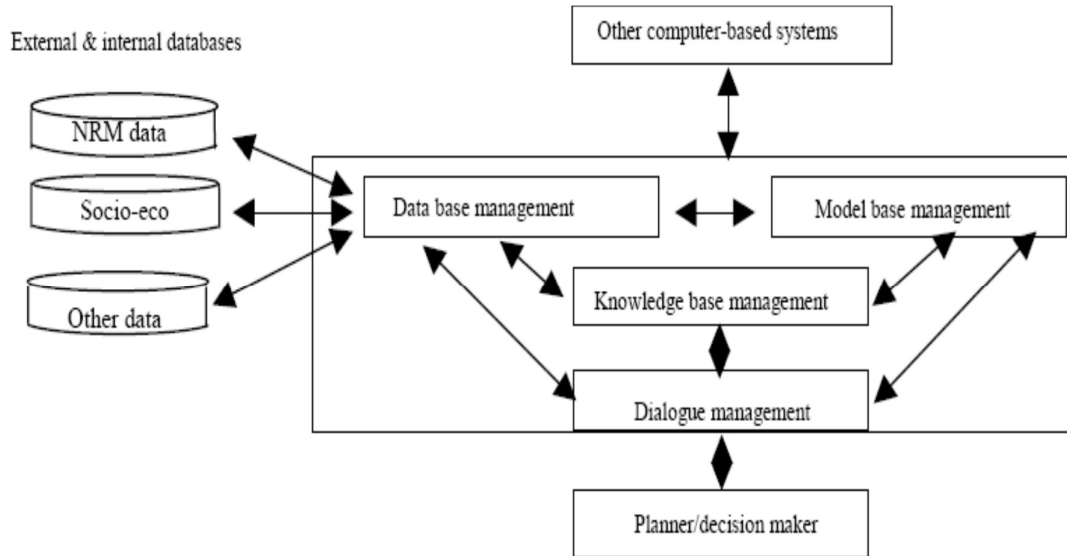 Other computer-based systems
External & internal databases
NRM data
Socio-eco
Data base management
Model base management
Other data
Knowledge base management
Dialogue management
Planner/decision maker